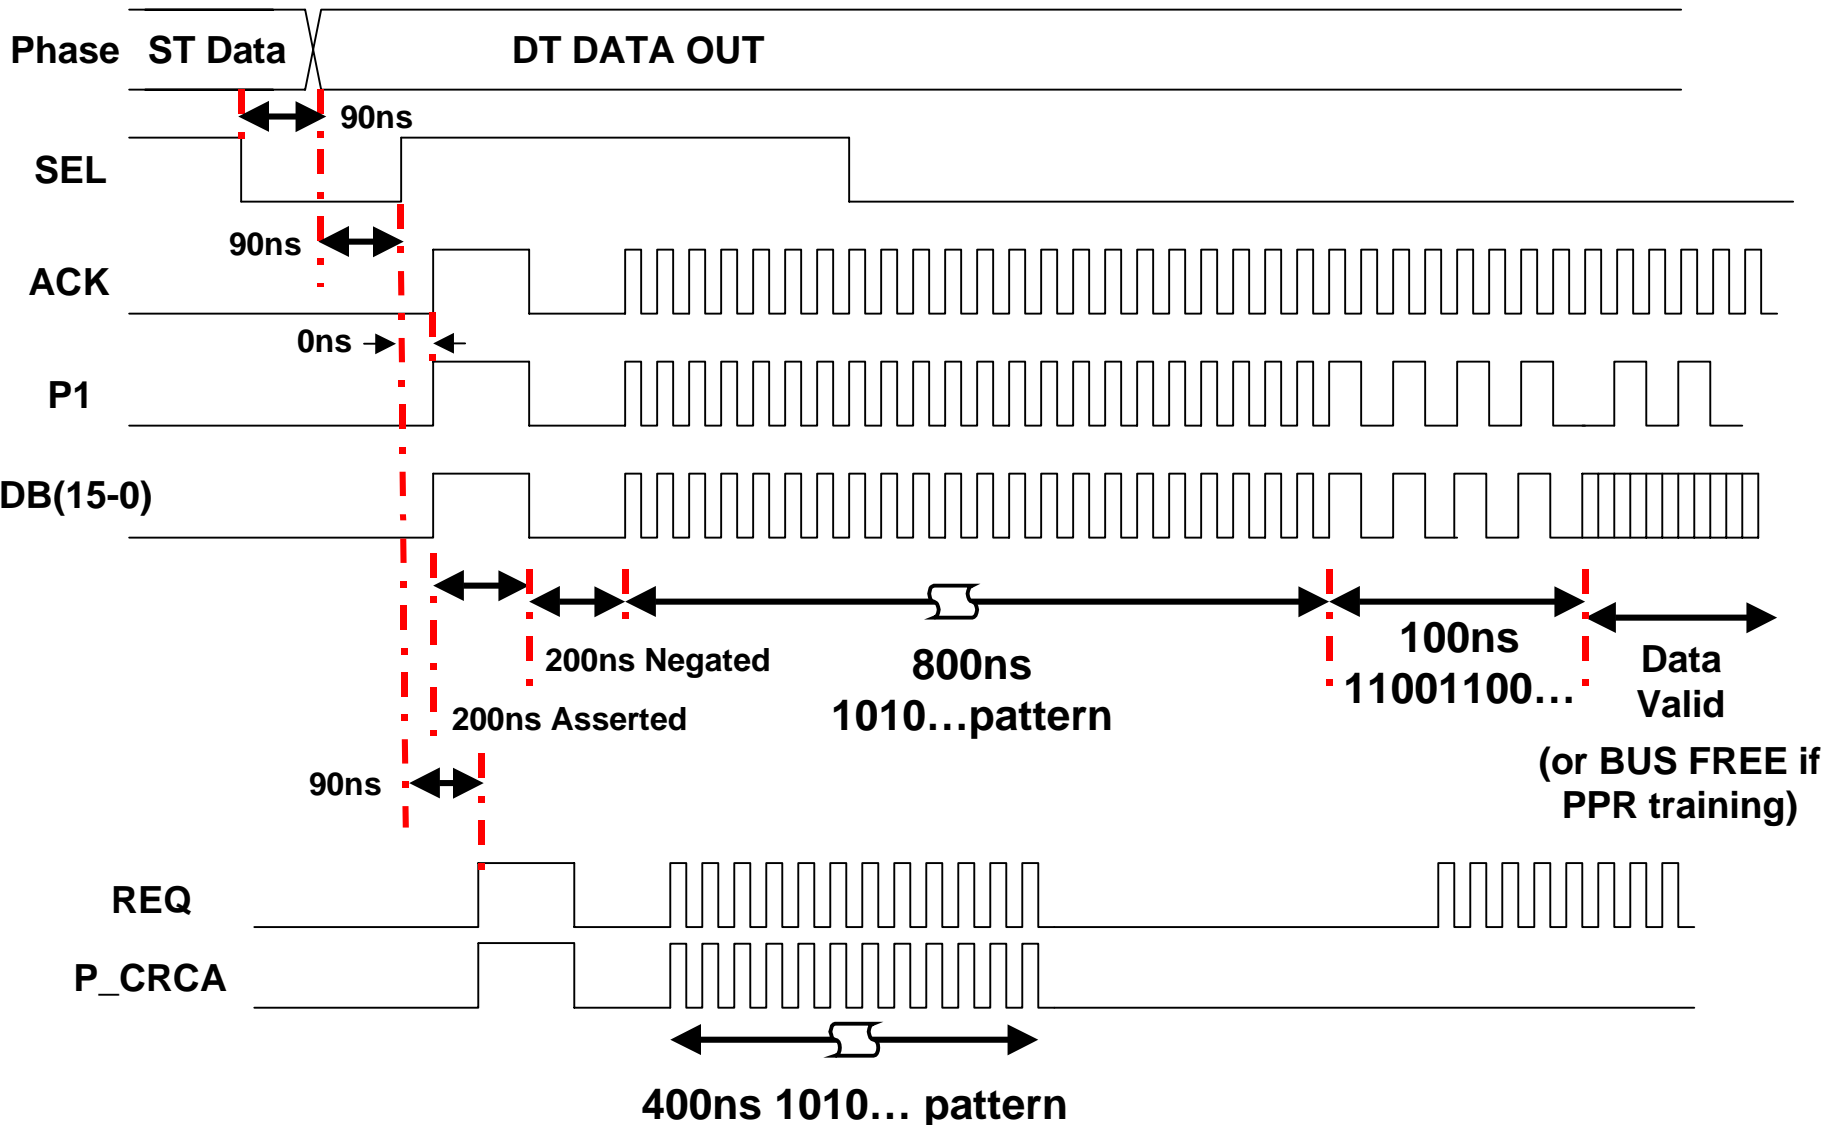 Phase ST Data DT DATA OUT
90ns
SEL
90ns
ACK
0ns
P1
DB(15-0)
200ns Negated
200ns Asserted
800ns
1010…pattern
100ns
11001100…
Data
Valid
(or BUS FREE if
PPR training)
90ns
REQ
P_CRCA
400ns 1010… pattern